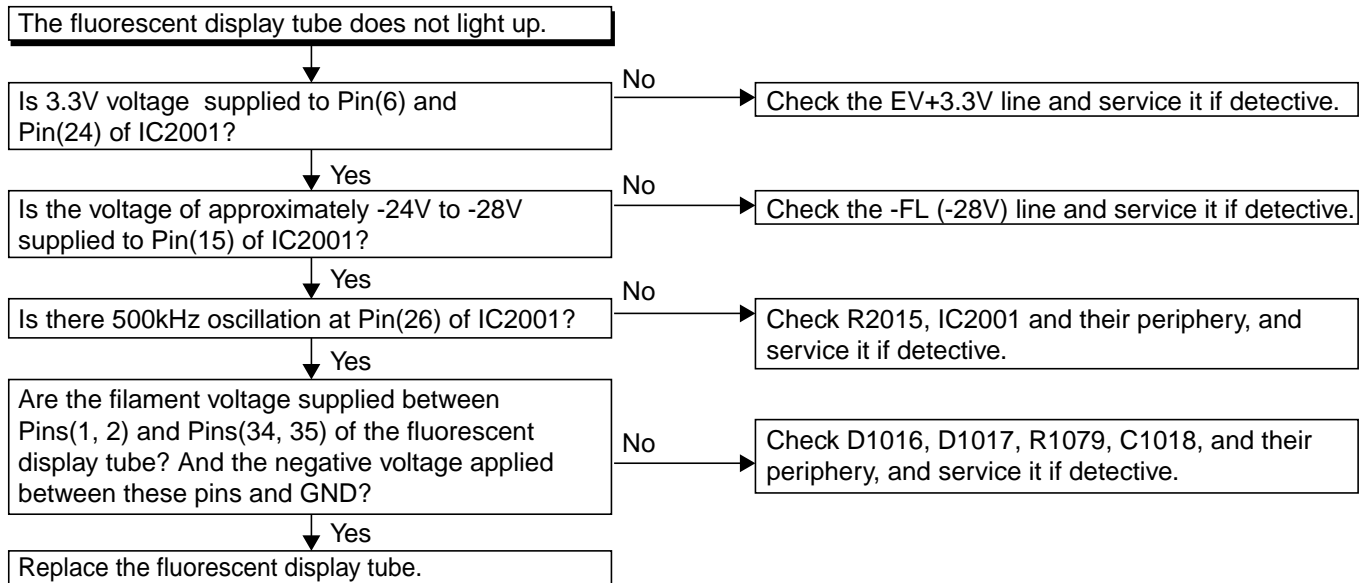 The fluorescent display tube does not light up.
No
Is 3.3V voltage supplied to Pin(6) and
Pin(24) of IC2001?
Check the EV+3.3V line and service it if detective.
Yes
No
Is the voltage of approximately -24V to -28V
supplied to Pin(15) of IC2001?
Check the -FL (-28V) line and service it if detective.
Yes
No
Is there 500kHz oscillation at Pin(26) of IC2001?
Check R2015, IC2001 and their periphery, and
service it if detective.
Yes
Are the filament voltage supplied between
Pins(1, 2) and Pins(34, 35) of the fluorescent
display tube? And the negative voltage applied
between these pins and GND?
No
Check D1016, D1017, R1079, C1018, and their
periphery, and service it if detective.
Yes
Replace the fluorescent display tube.